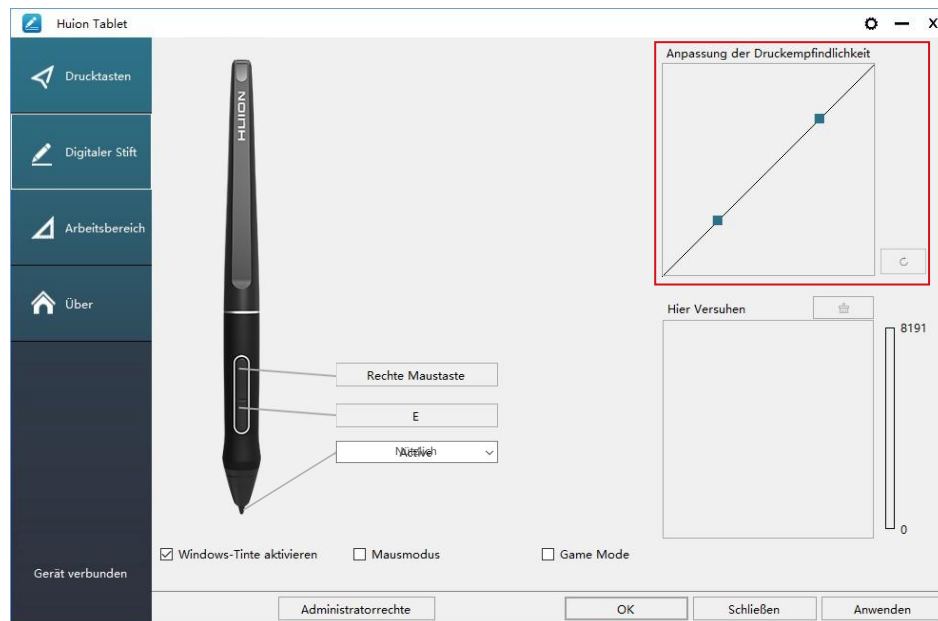 Huion Tablet
X
Drucktasten
Digitaler Stift
Arbeitsbereich
Über
Gerät verbunden
HUION
Rechte Maustaste
E
Anpassung der Druckempfindlichkeit
Hier Versuhen
8191
0
Windows-Tinte aktivieren
Mausmodus
Game Mode
Administratorrechte
OK
Schließen
Anwenden